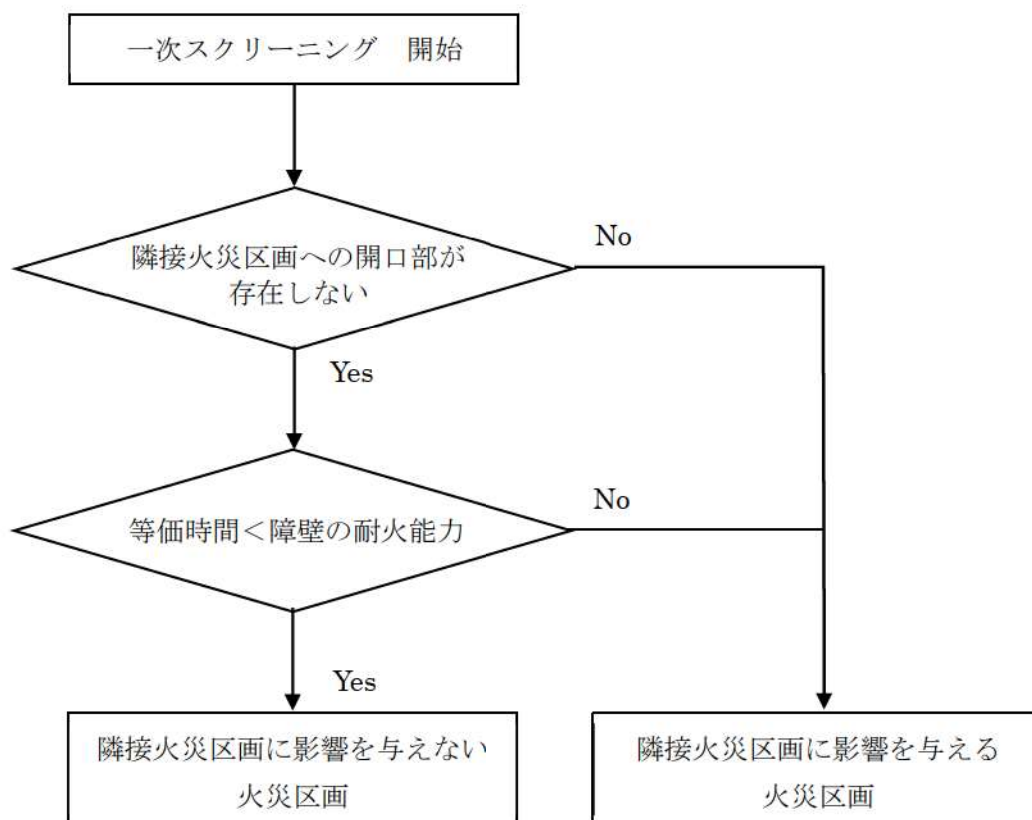 一次スクリーニング　開始
隣接火災区画への開口部が
存在しない
No
Yes
等価時間＜障壁の耐火能力
No
Yes
隣接火災区画に影響を与えない
火災区画
隣接火災区画に影響を与える
火災区画